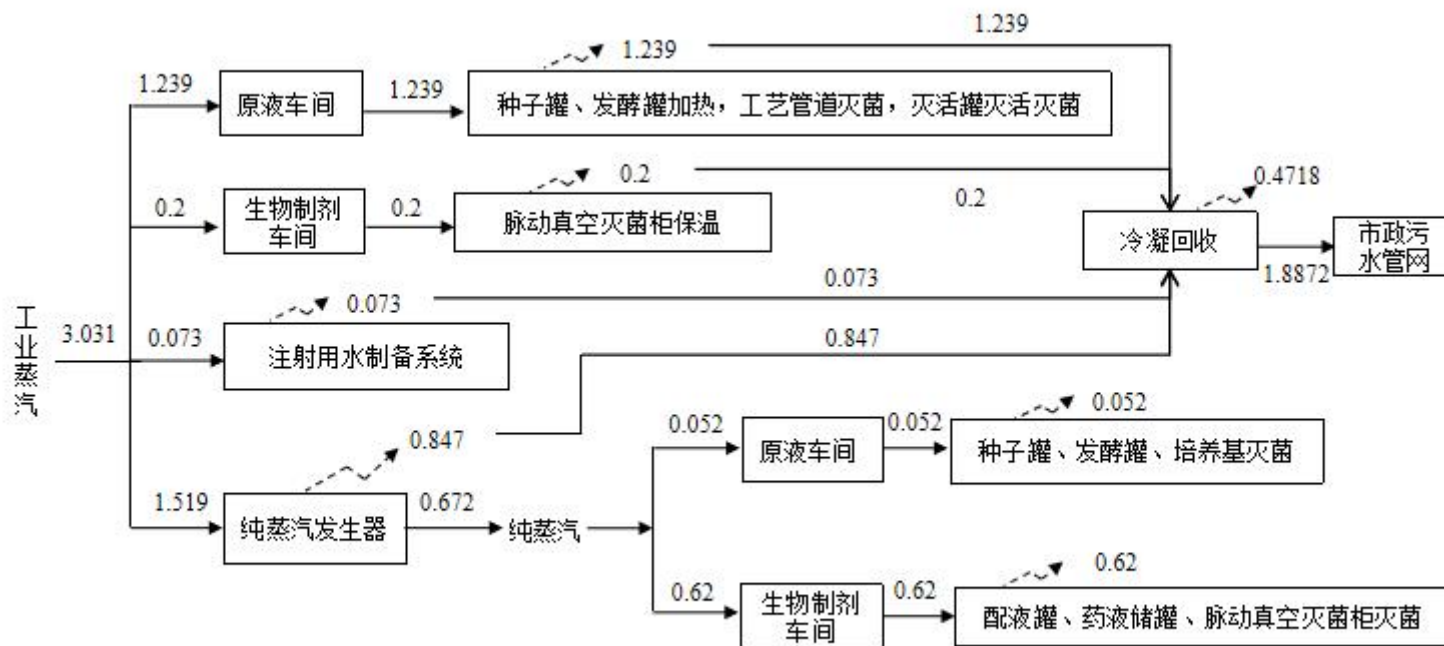 1.239
1.239
1.239
原液车间
1.239
种子罐、发酵罐加热，工艺管道灭菌，灭活罐灭活灭菌
0.2
0.4718
0.2
生物制剂
车间
0.2
脉动真空灭菌柜保温
0.2
冷凝回收
1.8872
市政污
水管网
工业蒸汽
3.031
0.073
0.073
0.073
注射用水制备系统
0.847
0.847
1.519
纯蒸汽发生器
0.672
纯蒸汽
0.052
原液车间
0.052
0.052
种子罐、发酵罐、培养基灭菌
0.62
生物制剂
车间
0.62
0.62
配液罐、药液储罐、脉动真空灭菌柜灭菌